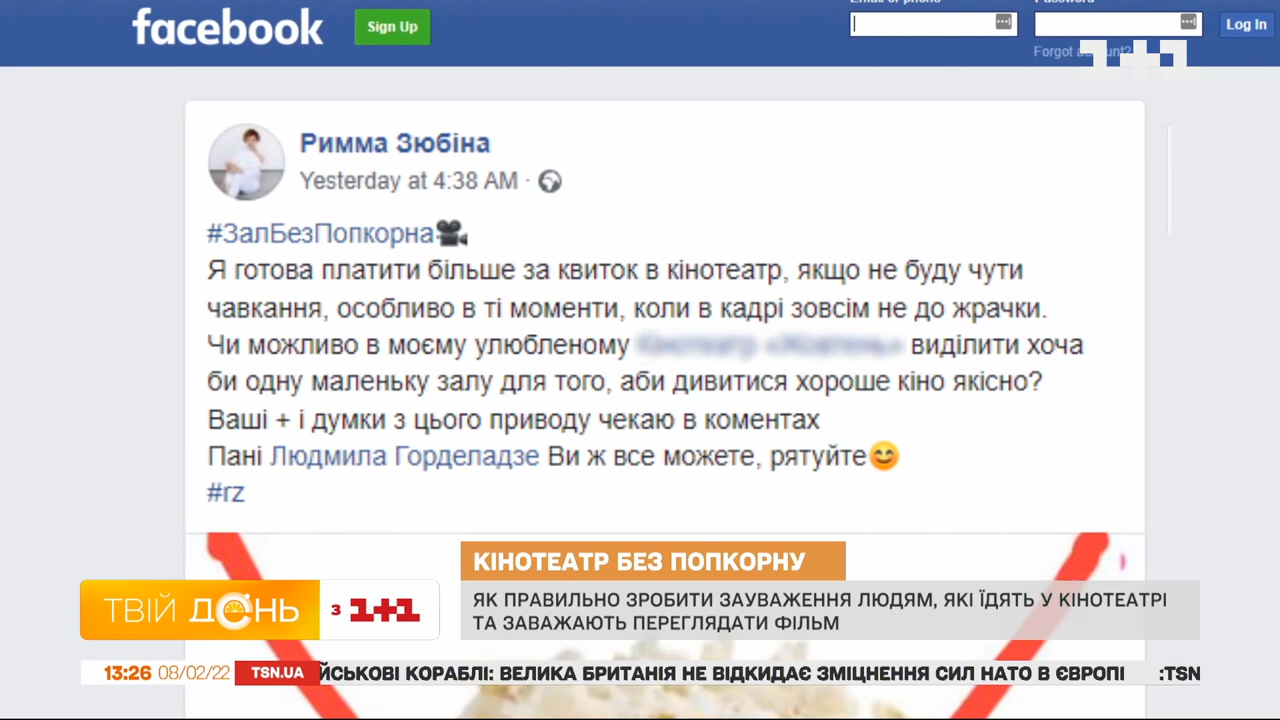 facebook
Sign Up
Log In
Forgot account?
1+1
Римма Зюбіна
Yesterday at 4:38 AM ·
#ЗалБезПопкорна
Я готова платити більше за квиток в кінотеатр, якщо не буду чути
чавкання, особливо в ті моменти, коли в кадрі зовсім не до жрачки.
Чи можливо в моєму улюбленому виділити хоча
би одну маленьку залу для того, аби дивитися хороше кіно якісно?
Ваші + і думки з цього приводу чекаю в коментах
Пані Людмила Горделадзе Ви ж все можете, рятуйте😊
#rz
КІНОТЕАТР БЕЗ ПОПКОРНУ
ТВІЙ ДЕНЬ З 1+1
ЯК ПРАВИЛЬНО ЗРОБИТИ ЗАУВАЖЕННЯ ЛЮДЯМ, ЯКІ ЇДЯТЬ У КІНОТЕАТРІ
ТА ЗАВАЖАЮТЬ ПЕРЕГЛЯДАТИ ФІЛЬМ
13:26 08/02/22 TSN.UA ЙСЬКОВІ КОРАБЛІ: ВЕЛИКА БРИТАНІЯ НЕ ВІДКИДАЄ ЗМІЦНЕННЯ СИЛ НАТО В ЄВРОПІ :TSN